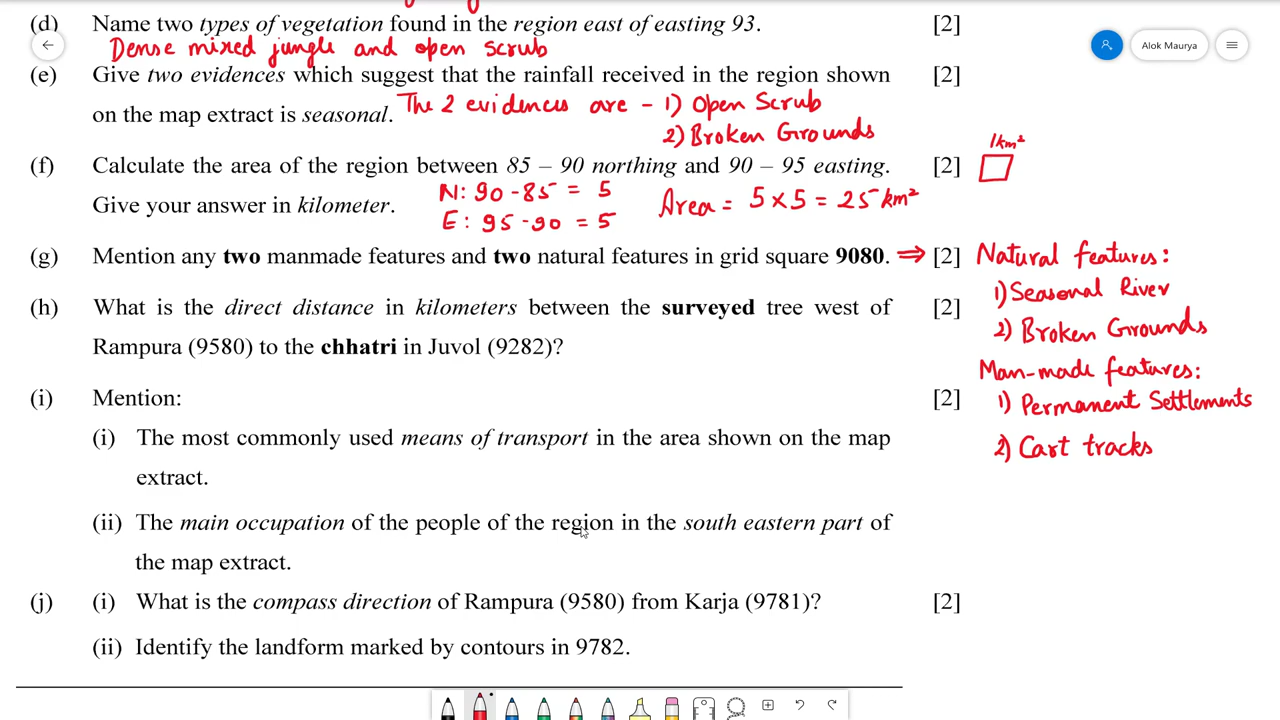 (d) Name two types of vegetation found in the region east of easting 93. [2]
Dense mixed jungle and open scrub
Alok Maurya
(e) Give two evidences which suggest that the rainfall received in the region shown [2]
on the map extract is seasonal. The 2 evidences are - 1) Open Scrub
2) Broken Grounds
1km²
(f) Calculate the area of the region between 85 – 90 northing and 90 – 95 easting. [2]
Give your answer in kilometer. N: 90 - 85 = 5 Area = 5 × 5 = 25 km²
E: 95 - 90 = 5
(g) Mention any two manmade features and two natural features in grid square 9080. ⇒ [2] Natural features:
1) Seasonal River
(h) What is the direct distance in kilometers between the surveyed tree west of [2]
2) Broken Grounds
Rampura (9580) to the chhatri in Juvol (9282)?
Man-made features:
(i) Mention: [2] 1) Permanent Settlements
(i) The most commonly used means of transport in the area shown on the map
2) Cart tracks
extract.
(ii) The main occupation of the people of the region in the south eastern part of
the map extract.
(j) (i) What is the compass direction of Rampura (9580) from Karja (9781)? [2]
(ii) Identify the landform marked by contours in 9782.